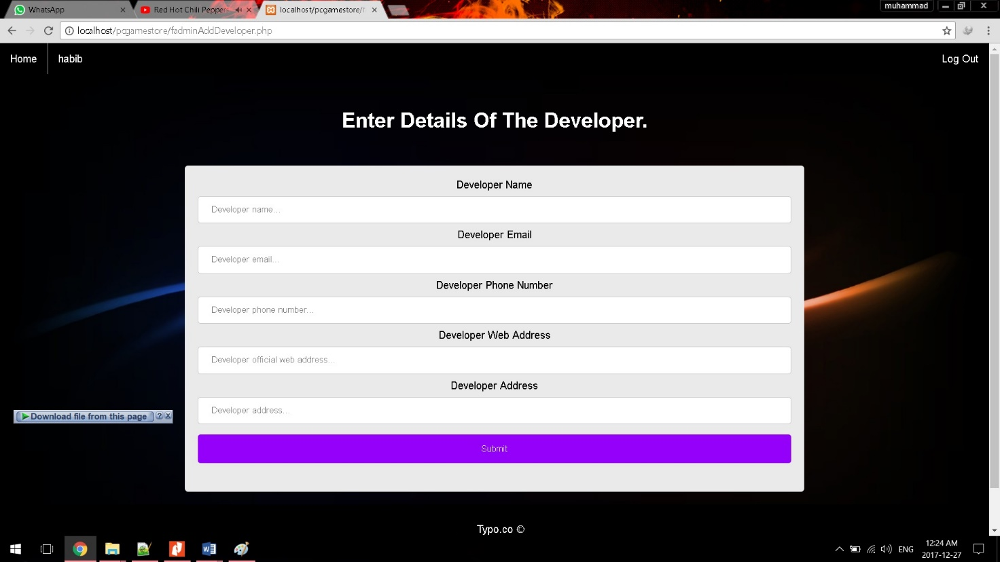 WhatsApp
Red Hot Chili Pepper
localhost/pcgamestore/f
muhammad
localhost/pcgamestore/fadminAddDeveloper.php
Home
habib
Log Out
Enter Details Of The Developer.
Developer Name
Developer name...
Developer Email
Developer email...
Developer Phone Number
Developer phone number...
Developer Web Address
Developer official web address...
Developer Address
Developer address...
Download file from this page ? X
Submit
Typo.co ©
ENG
12:24 AM
2017-12-27